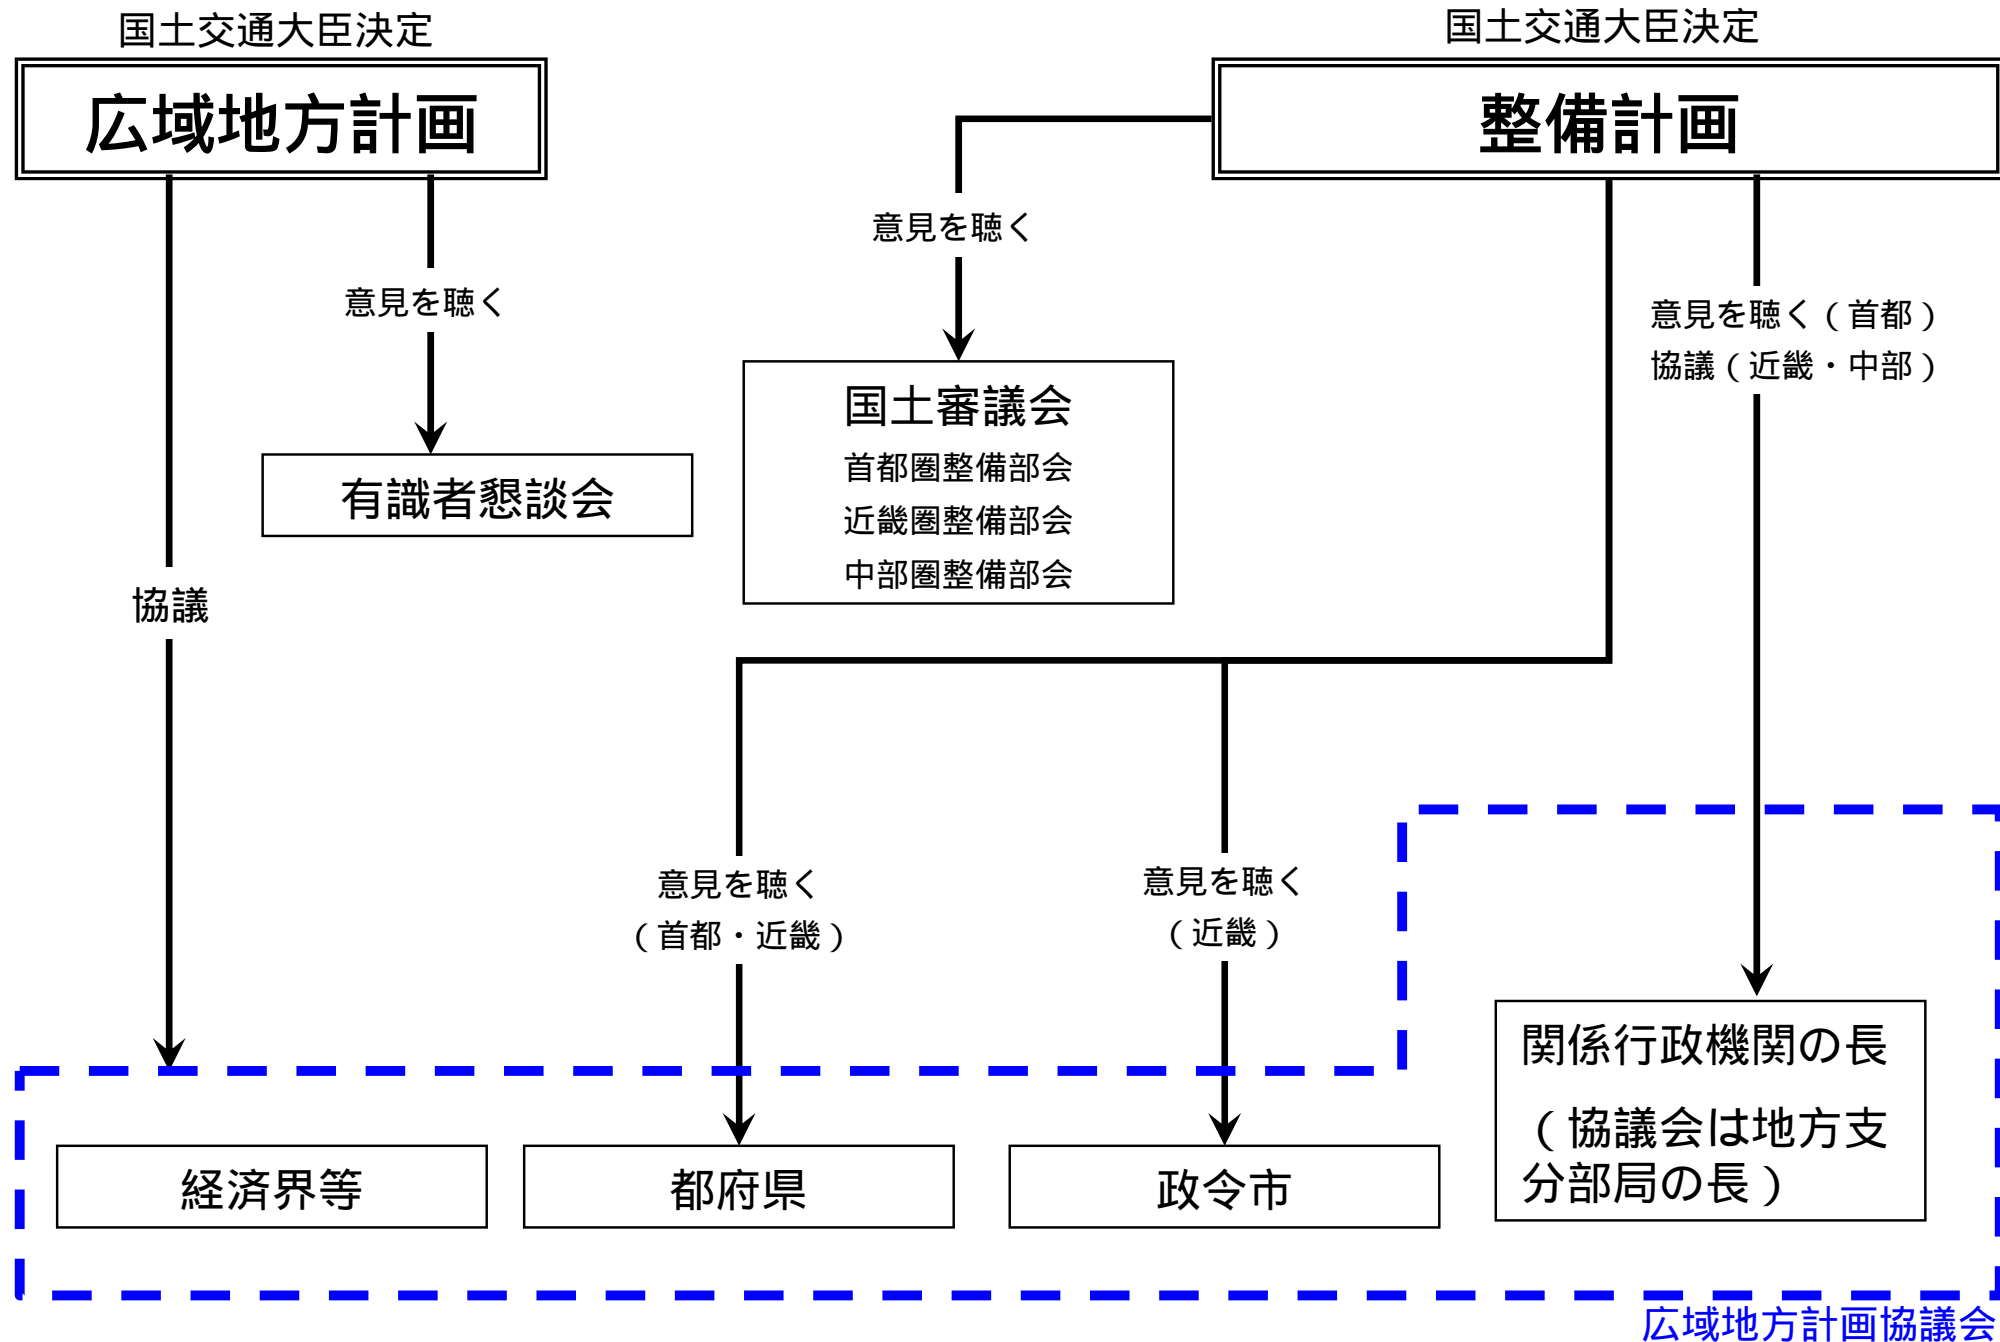 国土交通大臣決定
広域地方計画
国土交通大臣決定
整備計画
意見を聴く
意見を聴く
意見を聴く（首都）
協議（近畿・中部）
国土審議会
首都圏整備部会
近畿圏整備部会
中部圏整備部会
有識者懇談会
協議
意見を聴く
（首都・近畿）
意見を聴く
（近畿）
関係行政機関の長
（協議会は地方支
分部局の長）
経済界等
都府県
政令市
広域地方計画協議会